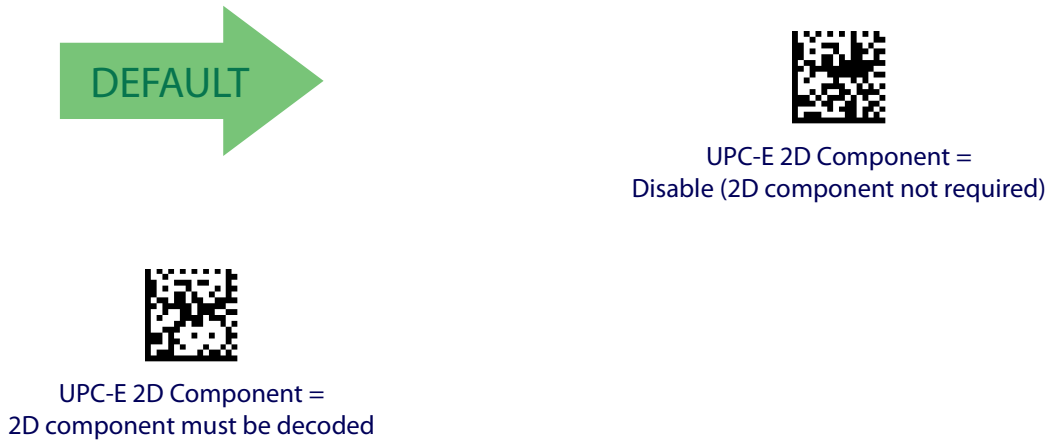 DEFAULT
UPC-E 2D Component =
Disable (2D component not required)
UPC-E 2D Component =
2D component must be decoded